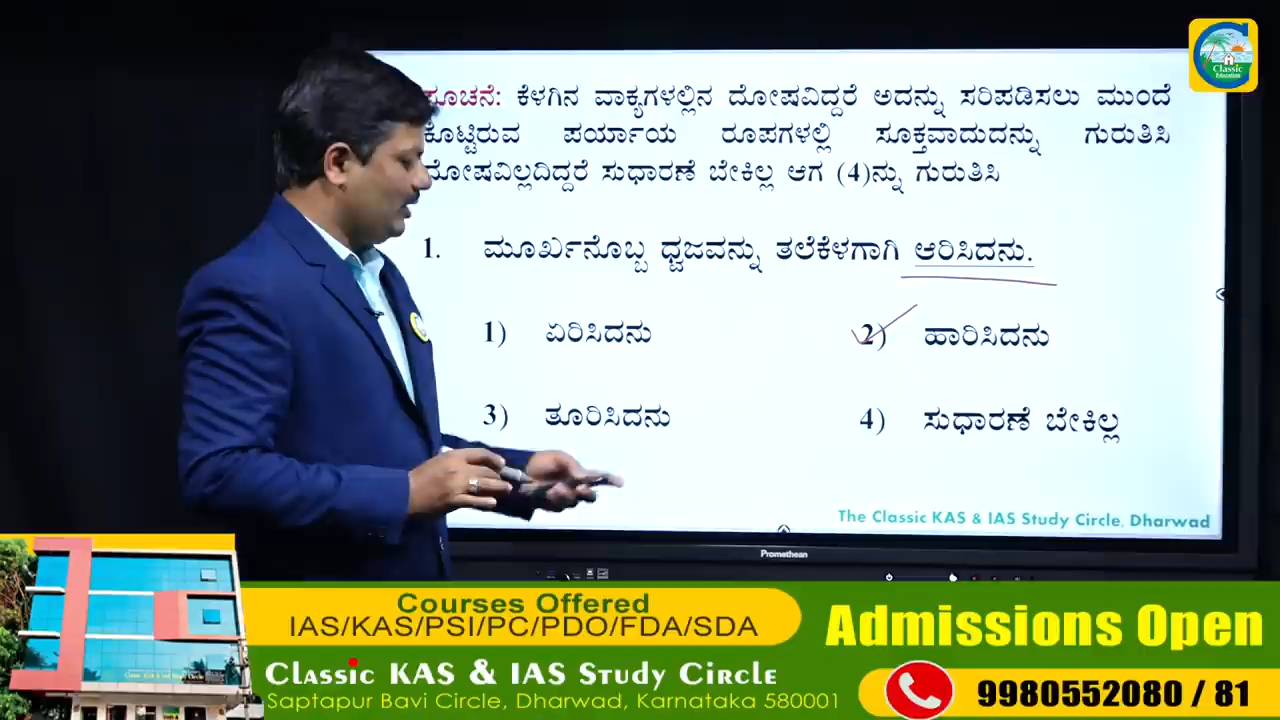 ಸೂಚನೆ: ಕೆಳಗಿನ ವಾಕ್ಯಗಳಲ್ಲಿನ ದೋಷವಿದ್ದರೆ ಅದನ್ನು ಸರಿಪಡಿಸಲು ಮುಂದೆ
ಕೊಟ್ಟಿರುವ ಪರ್ಯಾಯ ರೂಪಗಳಲ್ಲಿ ಸೂಕ್ತವಾದುದನ್ನು ಗುರುತಿಸಿ
ದೋಷವಿಲ್ಲದಿದ್ದರೆ ಸುಧಾರಣೆ ಬೇಕಿಲ್ಲ ಆಗ (4)ನ್ನು ಗುರುತಿಸಿ
1. ಮೂರ್ಖನೊಬ್ಬ ಧ್ವಜವನ್ನು ತಲೆಕೆಳಗಾಗಿ ಆರಿಸಿದನು.
1) ಏರಿಸಿದನು 2) ಹಾರಿಸಿದನು
3) ತೂರಿಸಿದನು 4) ಸುಧಾರಣೆ ಬೇಕಿಲ್ಲ
The Classic KAS & IAS Study Circle, Dharwad
Promethean
Classic
Education
Courses Offered
IAS/KAS/PSI/PC/PDO/FDA/SDA
Classic KAS & IAS Study Circle
Saptapur Bavi Circle, Dharwad, Karnataka 580001
Admissions Open
9980552080 / 81